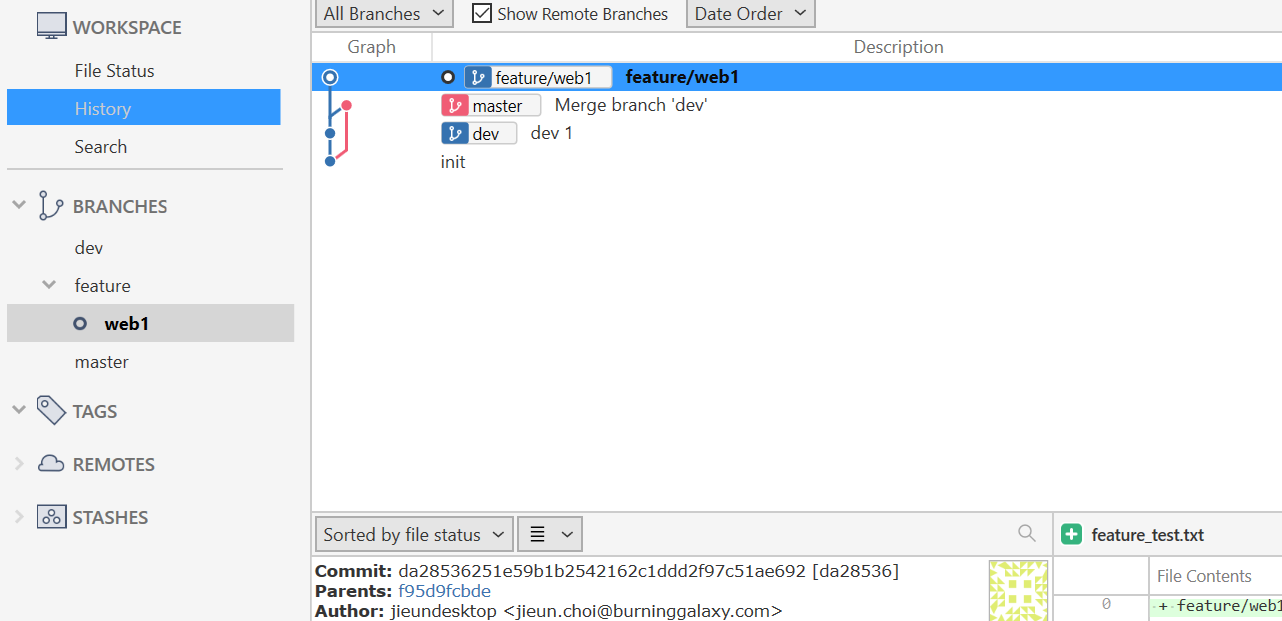 WORKSPACE
File Status
History
Search
BRANCHES
dev
feature
web1
master
TAGS
REMOTES
STASHES
All Branches Show Remote Branches Date Order
Graph Description
feature/web1 feature/web1
master Merge branch 'dev'
dev dev 1
init
Sorted by file status
Commit: da28536251e59b1b2542162c1ddd2f97c51ae692 [da28536]
Parents: f95d9fcbde
Author: jieundesktop <jieun.choi@burninggalaxy.com>
feature_test.txt
File Contents
0 + feature/web1